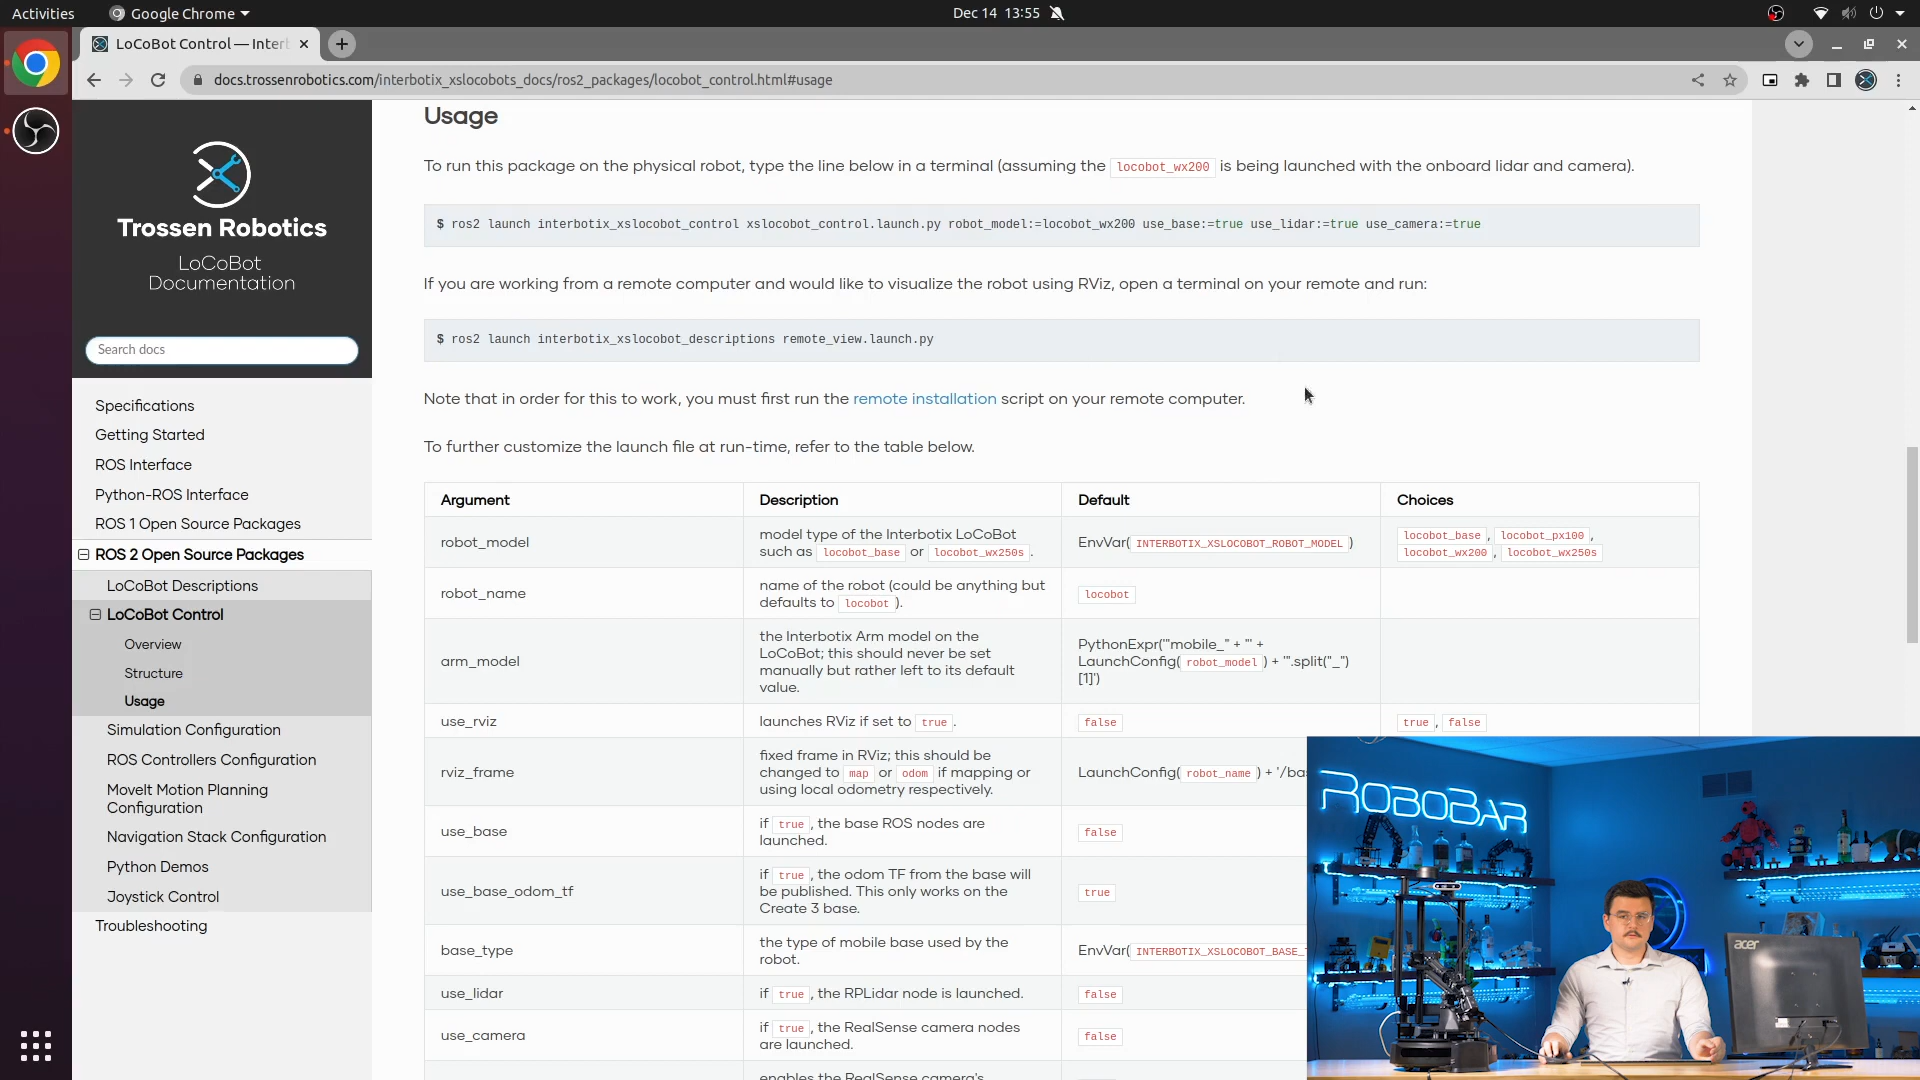 Activities
Google Chrome
Dec 14 13:55
LoCoBot Control — Inter
docs.trossenrobotics.com/interbotix_xslocobots_docs/ros2_packages/locobot_control.html#usage
Trossen Robotics
LoCoBot
Documentation
Search docs
Specifications
Getting Started
ROS Interface
Python-ROS Interface
ROS 1 Open Source Packages
ROS 2 Open Source Packages
LoCoBot Descriptions
LoCoBot Control
Overview
Structure
Usage
Simulation Configuration
ROS Controllers Configuration
MoveIt Motion Planning
Configuration
Navigation Stack Configuration
Python Demos
Joystick Control
Troubleshooting
Usage
To run this package on the physical robot, type the line below in a terminal (assuming the locobot_wx200 is being launched with the onboard lidar and camera).
$ ros2 launch interbotix_xslocobot_control xslocobot_control.launch.py robot_model:=locobot_wx200 use_base:=true use_lidar:=true use_camera:=true
If you are working from a remote computer and would like to visualize the robot using RViz, open a terminal on your remote and run:
$ ros2 launch interbotix_xslocobot_descriptions remote_view.launch.py
Note that in order for this to work, you must first run the remote installation script on your remote computer.
To further customize the launch file at run-time, refer to the table below.
Argument Description Default Choices
robot_model
model type of the Interbotix LoCoBot
such as locobot_base or locobot_wx250s .
EnvVar( INTERBOTIX_XSLOCOBOT_ROBOT_MODEL )
locobot_base , locobot_px100 ,
locobot_wx200 , locobot_wx250s
robot_name
name of the robot (could be anything but
defaults to locobot ).
locobot
arm_model
the Interbotix Arm model on the
LoCoBot; this should never be set
manually but rather left to its default
value.
PythonExpr('"mobile_" + "' +
LaunchConfig( robot_model ) + '".split("_")
[1]')
use_rviz
launches RViz if set to true .
false
true , false
rviz_frame
fixed frame in RViz; this should be
changed to map or odom if mapping or
using local odometry respectively.
LaunchConfig( robot_name ) + '/bas
use_base
if true , the base ROS nodes are
launched.
false
use_base_odom_tf
if true , the odom TF from the base will
be published. This only works on the
Create 3 base.
true
base_type
the type of mobile base used by the
robot.
EnvVar( INTERBOTIX_XSLOCOBOT_BASE_
use_lidar
if true , the RPLidar node is launched.
false
use_camera
if true , the RealSense camera nodes
are launched.
false
enables the RealSense camera's
ROBOBAR
acer